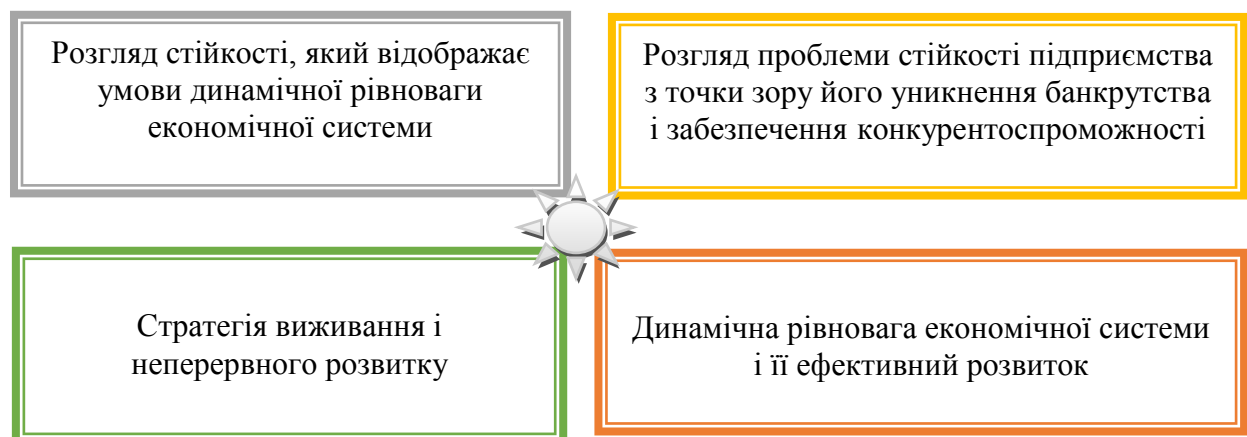 Розгляд стійкості, який відображає
умови динамічної рівноваги
економічної системи
Розгляд проблеми стійкості підприємства
з точки зору його уникнення банкрутства
і забезпечення конкурентоспроможності
Стратегія виживання і
неперервного розвитку
Динамічна рівновага економічної системи
і її ефективний розвиток